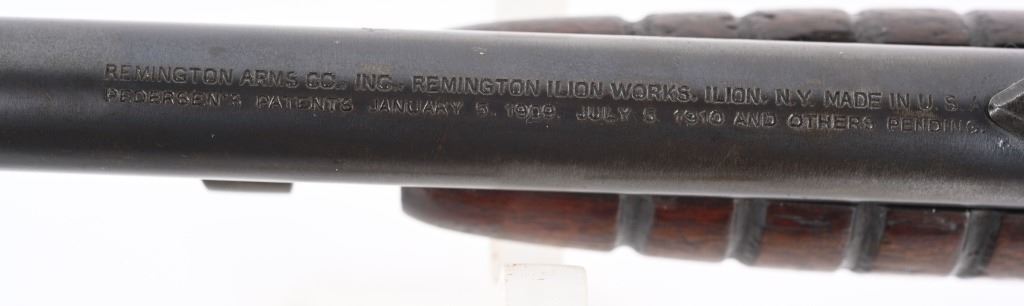 REMINGTON ARMS CO., INC., REMINGTON ILION WORKS, ILION, N.Y. MADE IN U.S.A
PEDERSEN'S PATENTS JANUARY 5, 1909, JULY 5, 1910 AND OTHERS PENDING.